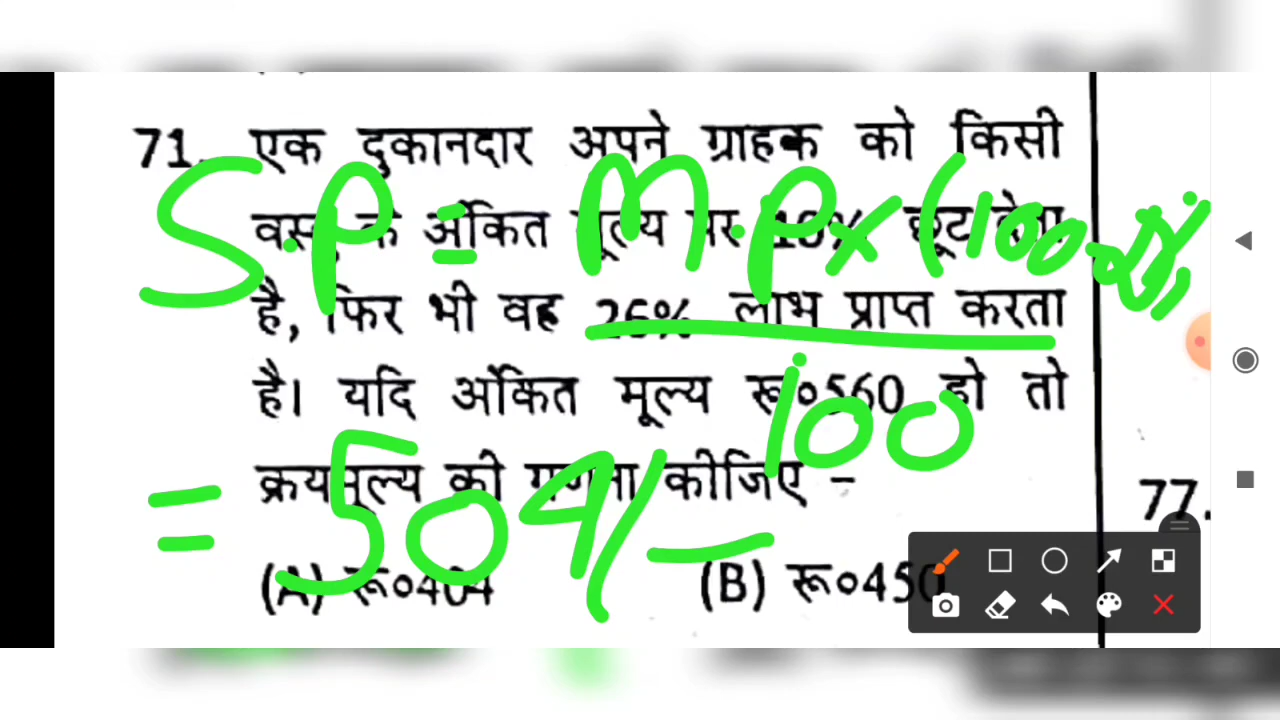 71. एक दुकानदार अपने ग्राहक को किसी
वस्तु के अंकित मूल्य पर 10% छूट देता
S.P = M.P x (100-d%)
है, फिर भी वह 26% लाभ प्राप्त करता
100
है। यदि अंकित मूल्य रू०560 हो तो
= 504/-
क्रयमूल्य की गणना कीजिए -
77.
(A) रू०404 (B) रू०450